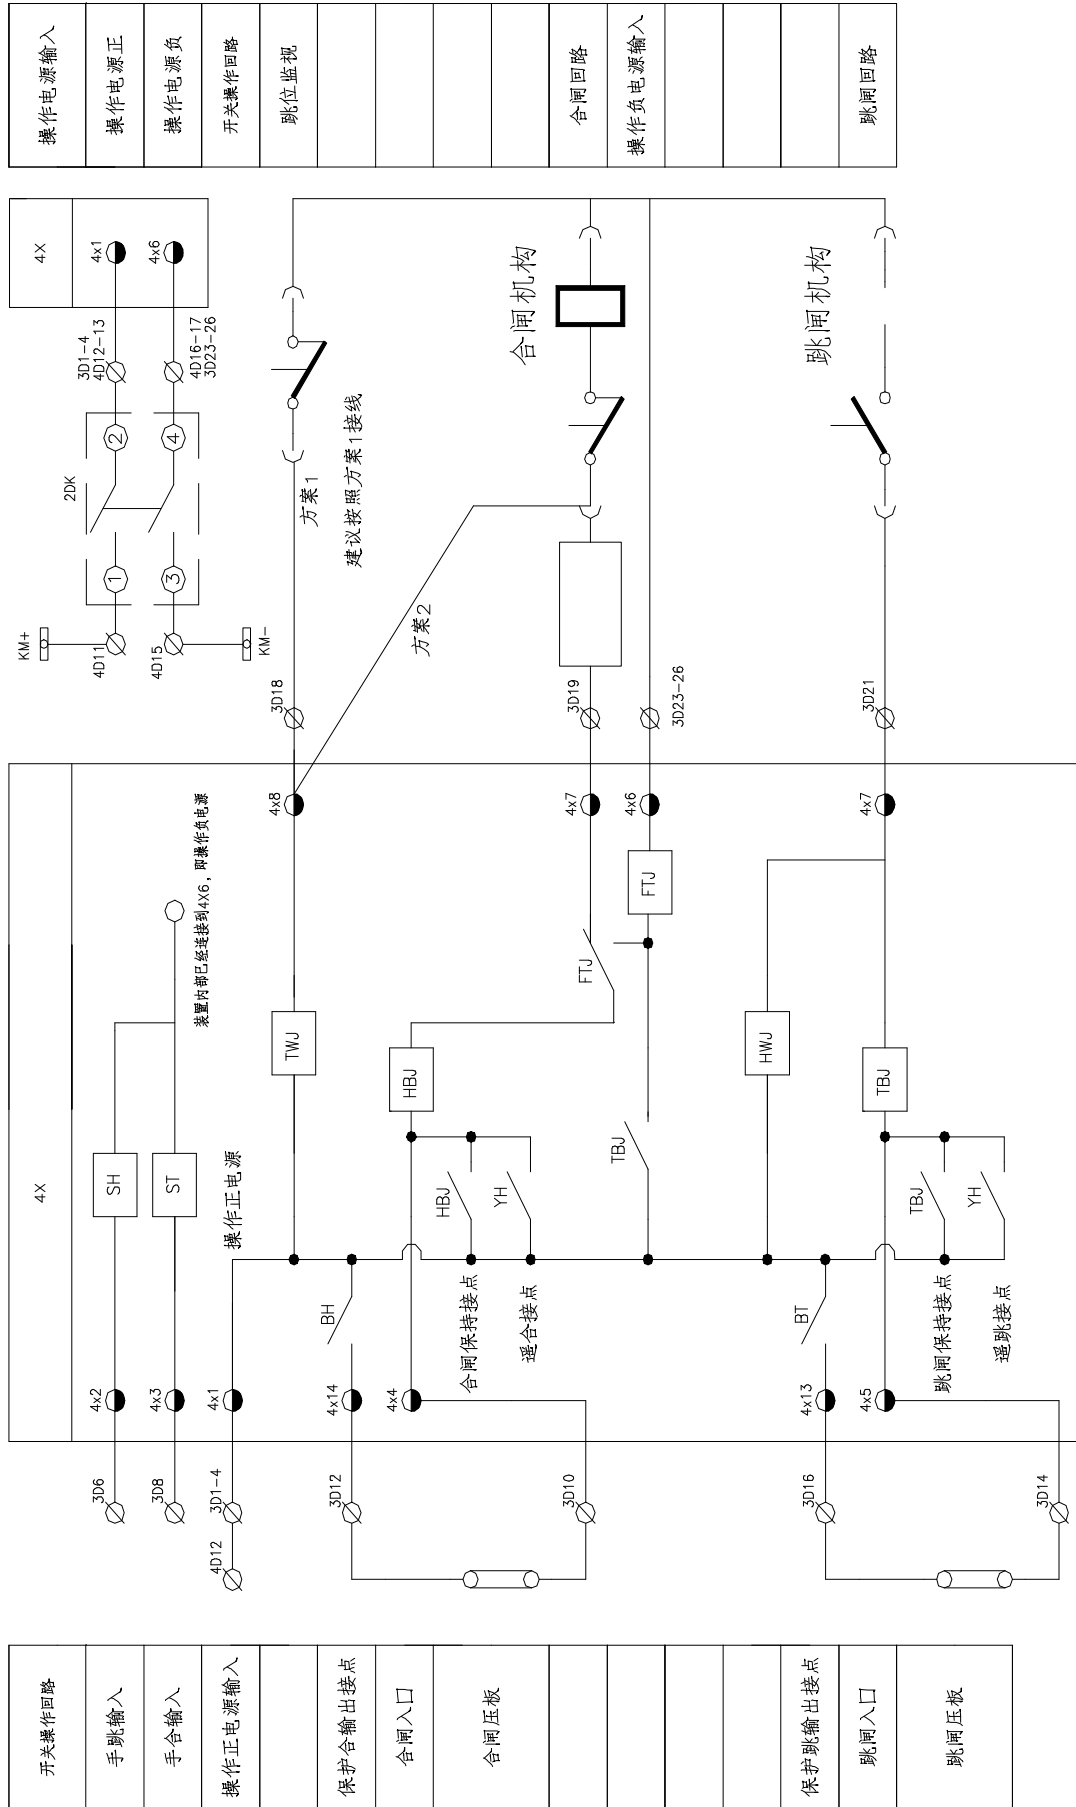 开关操作回路
手跳输入
手合输入
操作正电源输入
保护合输出接点
合闸入口
合闸压板
保护跳输出接点
跳闸入口
跳闸压板
4X
3D6
4x2
SH
3D8
4x3
ST
装置内部已经连接到4X6，即操作负电源
4D12
3D1-4
4x1
操作正电源
TWJ
4x8
3D18
3D12
4x14
BH
4x4
3D10
HBJ
HBJ
合闸保持接点
YH
遥合接点
FTJ
4x7
3D19
TBJ
FTJ
4x6
3D23-26
HWJ
3D16
4x13
BT
4x5
3D14
TBJ
4x7
3D21
TBJ
跳闸保持接点
YH
遥跳接点
KM+
4D11
1
2DK
2
3D1-4
4D12-13
4x1
4X
4D15
3
4
4D16-17
3D23-26
4x6
KM-
方案1
建议按照方案1接线
方案2
合闸机构
跳闸机构
操作电源输入
操作电源正
操作电源负
开关操作回路
跳位监视
合闸回路
操作负电源输入
跳闸回路